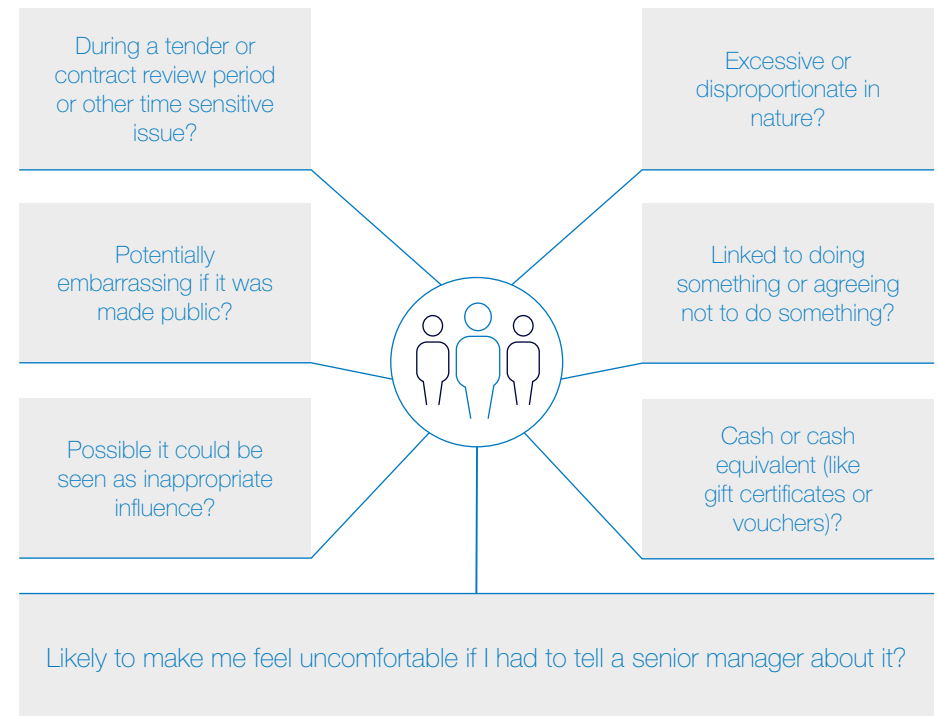 During a tender or
contract review period
or other time sensitive
issue?
Excessive or
disproportionate in
nature?
Potentially
embarrassing if it was
made public?
Linked to doing
something or agreeing
not to do something?
Possible it could be
seen as inappropriate
influence?
Cash or cash
equivalent (like
gift certificates or
vouchers)?
Likely to make me feel uncomfortable if I had to tell a senior manager about it?